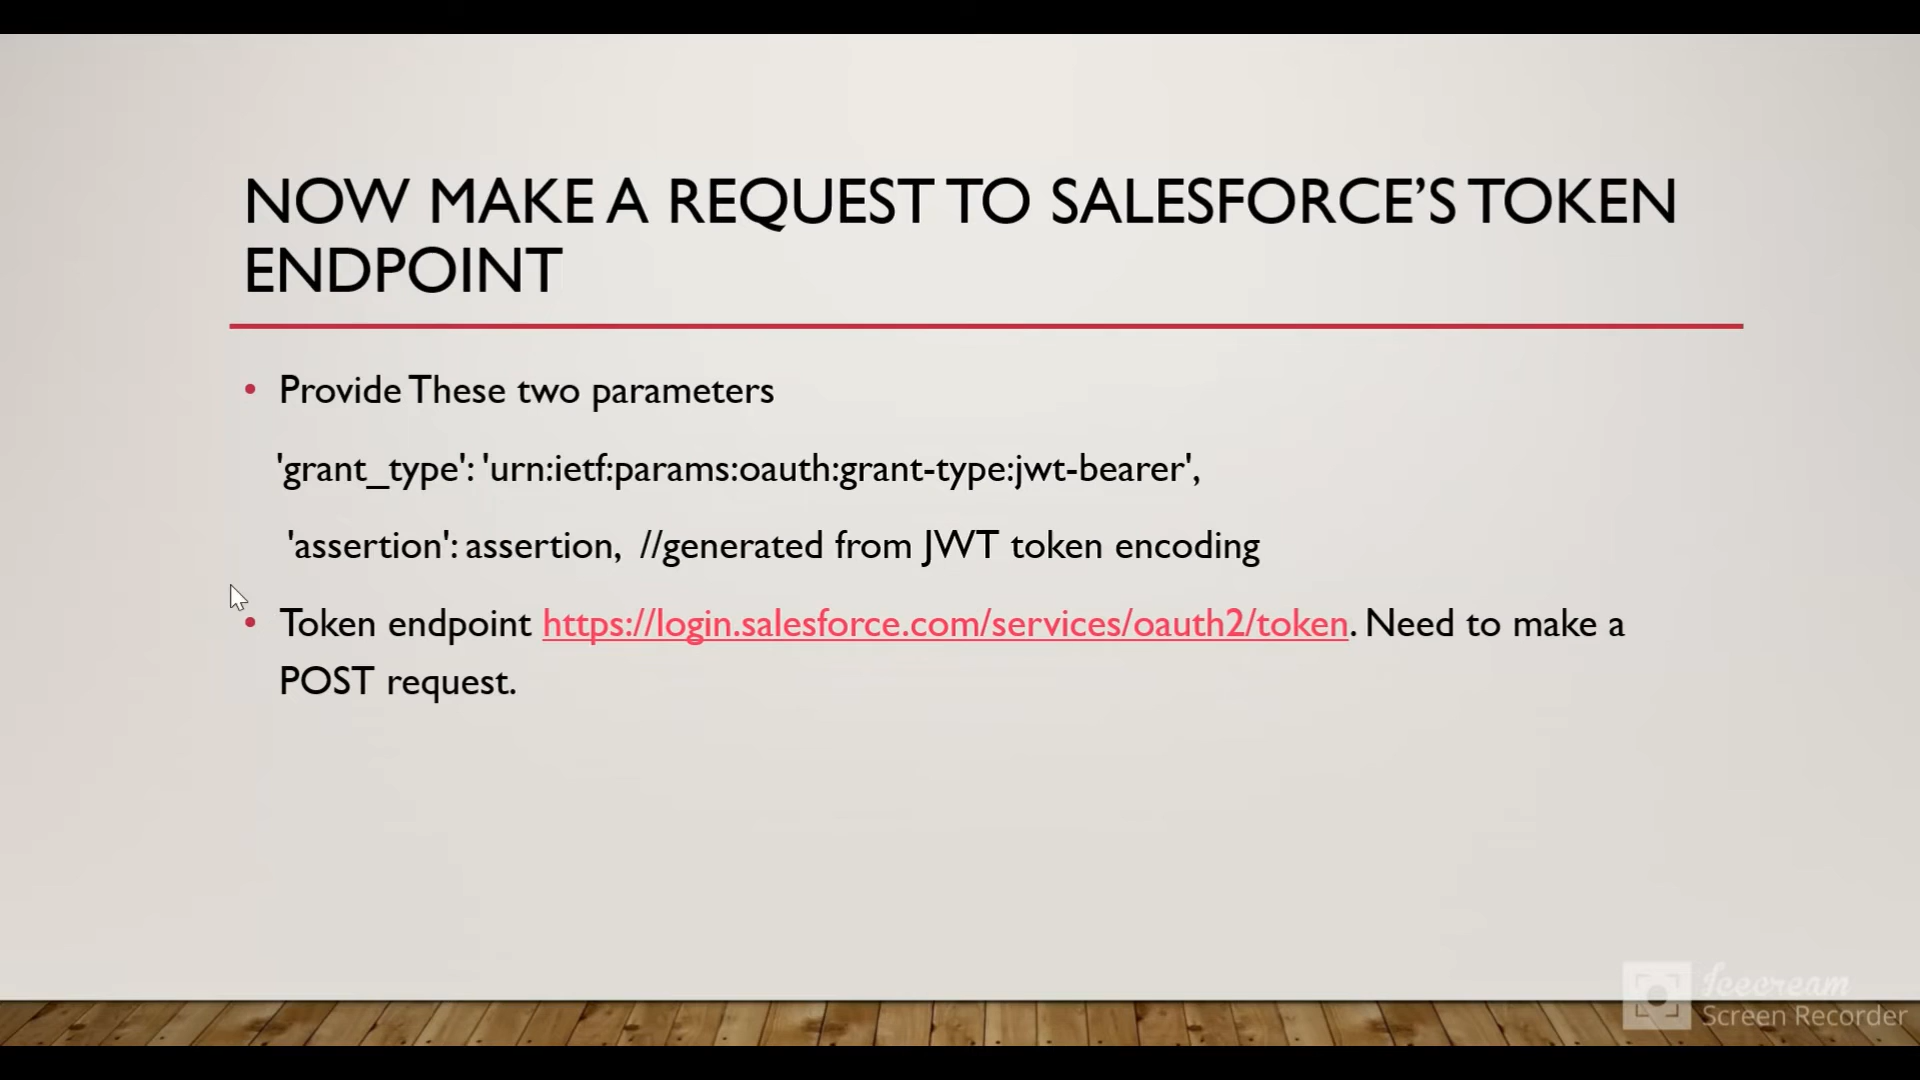 NOW MAKE A REQUEST TO SALESFORCE’S TOKEN
ENDPOINT
• Provide These two parameters
'grant_type': 'urn:ietf:params:oauth:grant-type:jwt-bearer',
'assertion': assertion, //generated from JWT token encoding
• Token endpoint https://login.salesforce.com/services/oauth2/token. Need to make a
POST request.
Icecream
Screen Recorder